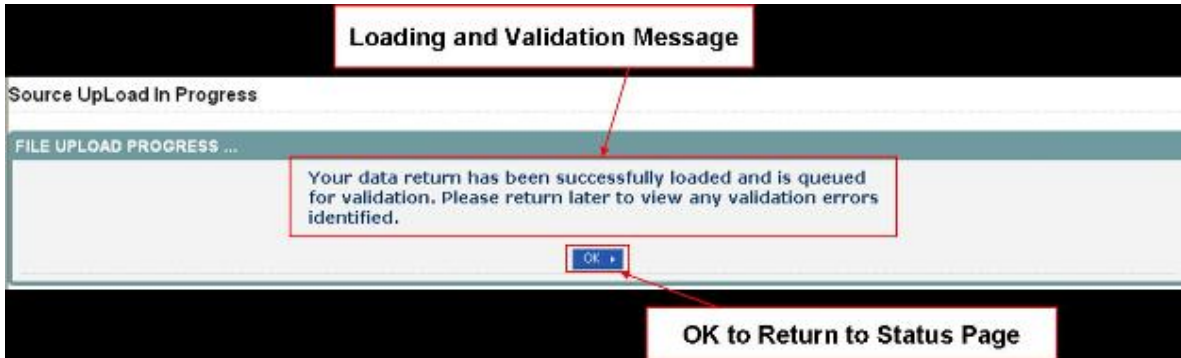 Loading and Validation Message
Source UpLoad In Progress
FILE UPLOAD PROGRESS ...
Your data return has been successfully loaded and is queued
for validation. Please return later to view any validation errors
identified.
OK
OK to Return to Status Page